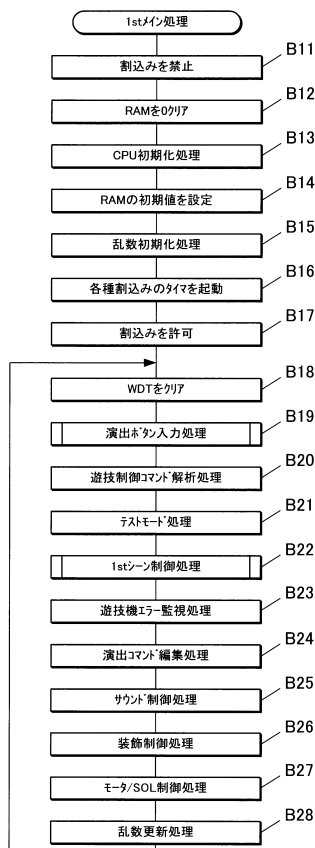 1stメイン処理
割込みを禁止 B11
RAMを0クリア B12
CPU初期化処理 B13
RAMの初期値を設定 B14
乱数初期化処理 B15
各種割込みのタイマを起動 B16
割込みを許可 B17
WDTをクリア B18
演出ボタン入力処理 B19
遊技制御コマンド解析処理 B20
テストモード処理 B21
1stシーン制御処理 B22
遊技機エラー監視処理 B23
演出コマンド編集処理 B24
サウンド制御処理 B25
装飾制御処理 B26
モータ/SOL制御処理 B27
乱数更新処理 B28